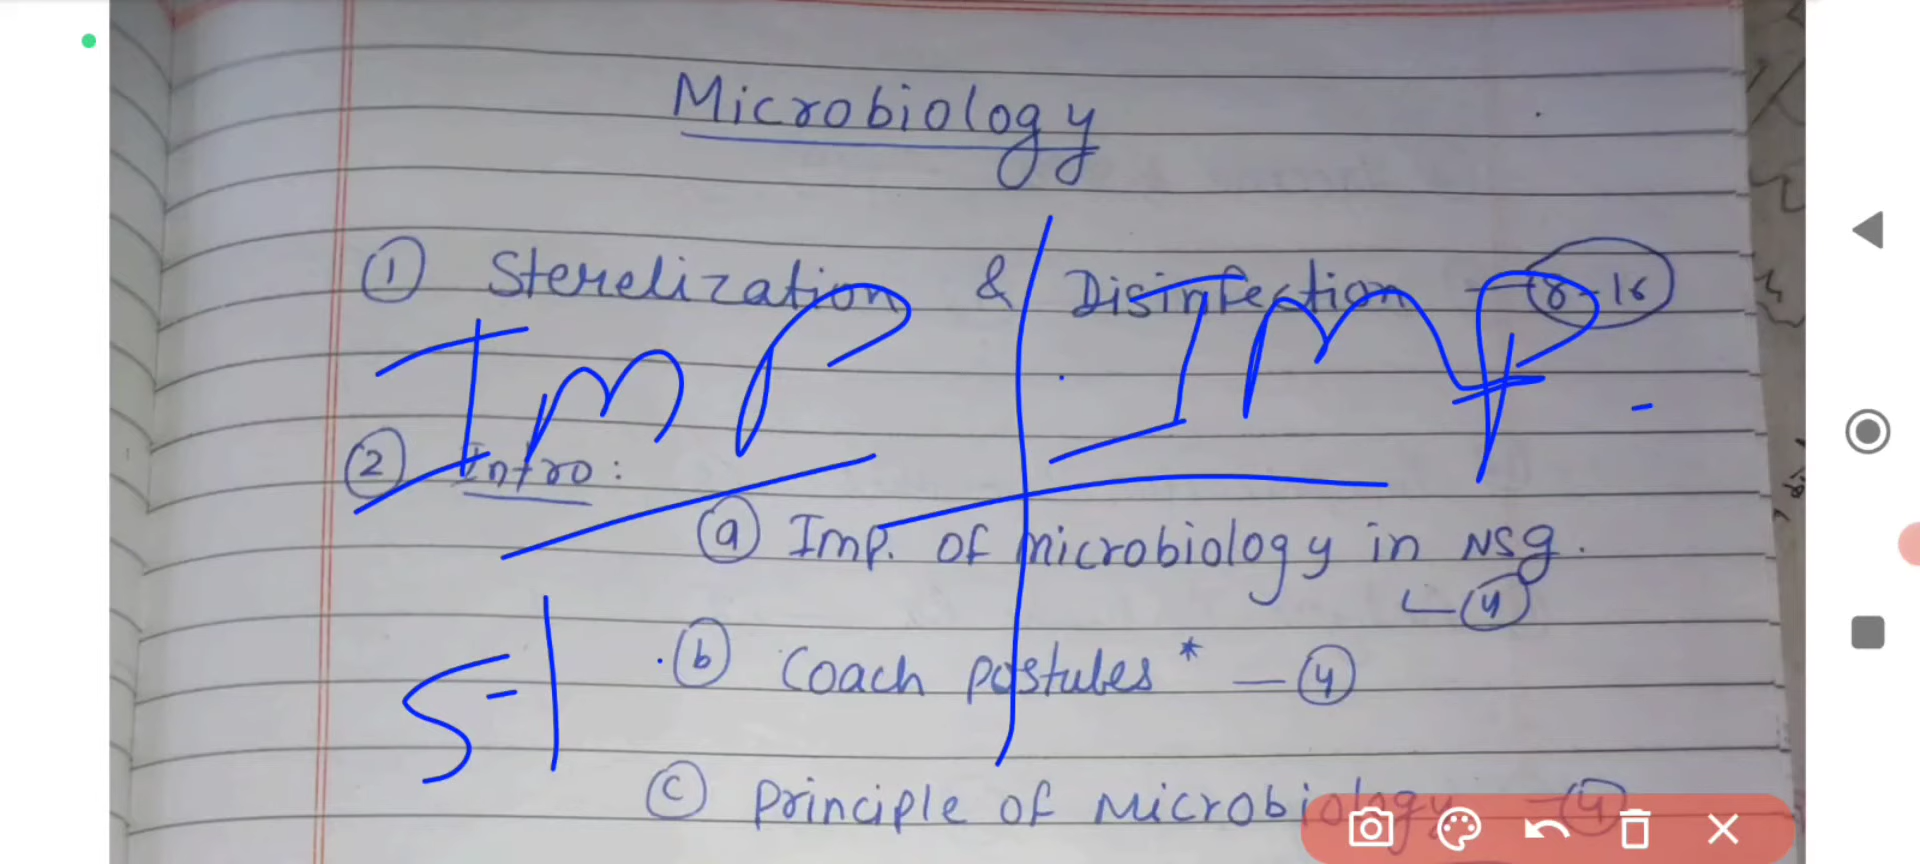 Microbiology
① Sterelization & Disinfection — 8-16
Imp Imp
② Intro:
ⓐ Imp. of microbiology in NSg.
④
S-1
ⓑ Coach postules* — ④
ⓒ Principle of Microbiology — ④